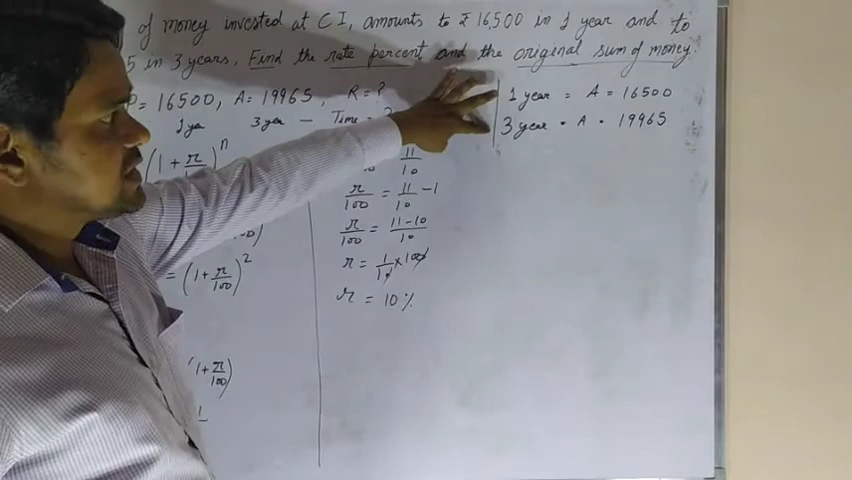 of money invested at C I, amounts to ₹ 16,500 in 1 year and to
5 in 3 years. Find the rate percent and the original sum of money.
= 16500, A = 19965, R = ?
1 yea 3 year — Time =
(1 + r/100)^n
= (1 + r/100)^2
1 + r/100)
11/10
r/100 = 11/10 - 1
r/100 = 11-10/10
r = 1/10 × 100
r = 10 %
1 year = A = 16500
3 year = A = 19965